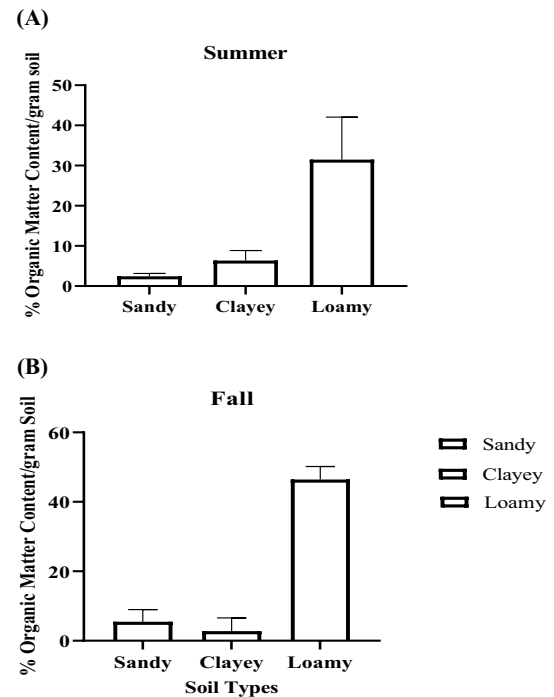 (A)
Summer
% Organic Matter Content/gram soil
50
40
30
20
10
0
Sandy Clayey Loamy
(B)
Fall
% Organic Matter Content/gram Soil
60
40
20
0
Sandy Clayey Loamy
Soil Types
Sandy
Clayey
Loamy